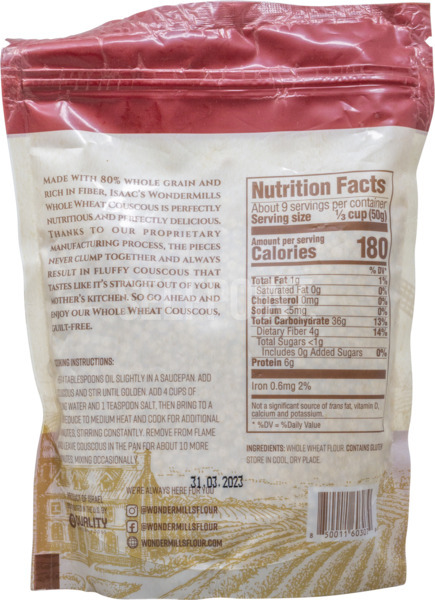 MADE WITH 80% WHOLE GRAIN AND
RICH IN FIBER, ISAAC'S WONDERMILLS
WHOLE WHEAT COUSCOUS IS PERFECTLY
NUTRITIOUS AND PERFECTLY DELICIOUS.
THANKS TO OUR PROPRIETARY
MANUFACTURING PROCESS, THE PIECES
NEVER CLUMP TOGETHER AND ALWAYS
RESULT IN FLUFFY COUSCOUS THAT
TASTES LIKE IT'S STRAIGHT OUT OF YOUR
MOTHER'S KITCHEN. SO GO AHEAD AND
ENJOY OUR WHOLE WHEAT COUSCOUS,
GUILT-FREE.
INSTRUCTIONS:
TABLESPOONS OIL SLIGHTLY IN A SAUCEPAN. ADD
AND STIR UNTIL GOLDEN. ADD 4 CUPS OF
WATER AND 1 TEASPOON SALT, THEN BRING TO A
REDUCE TO MEDIUM HEAT AND COOK FOR ADDITIONAL
STIRRING CONSTANTLY. REMOVE FROM FLAME
COUSCOUS IN THE PAN FOR ABOUT 10 MORE
MIXING OCCASIONALLY.
Nutrition Facts
About 9 servings per container
Serving size ⅓ cup (50g)
Amount per serving
Calories 180
% DV*
Total Fat 1g 1%
Saturated Fat 0g 0%
Cholesterol 0mg 0%
Sodium <5mg 0%
Total Carbohydrate 36g 13%
Dietary Fiber 4g 14%
Total Sugars <1g
Includes 0g Added Sugars 0%
Protein 6g
Iron 0.6mg 2%
Not a significant source of trans fat, vitamin D,
calcium and potassium.
* %DV = %Daily Value
INGREDIENTS: WHOLE WHEAT FLOUR. CONTAINS GLUTEN
STORE IN COOL, DRY PLACE.
31.03.2023
WE'RE ALWAYS HERE FOR YOU
@WONDERMILLSFLOUR
@WONDERMILLSFLOUR
WONDERMILLSFLOUR.COM
OF ISRAEL
QUALITY
8 50011 6030